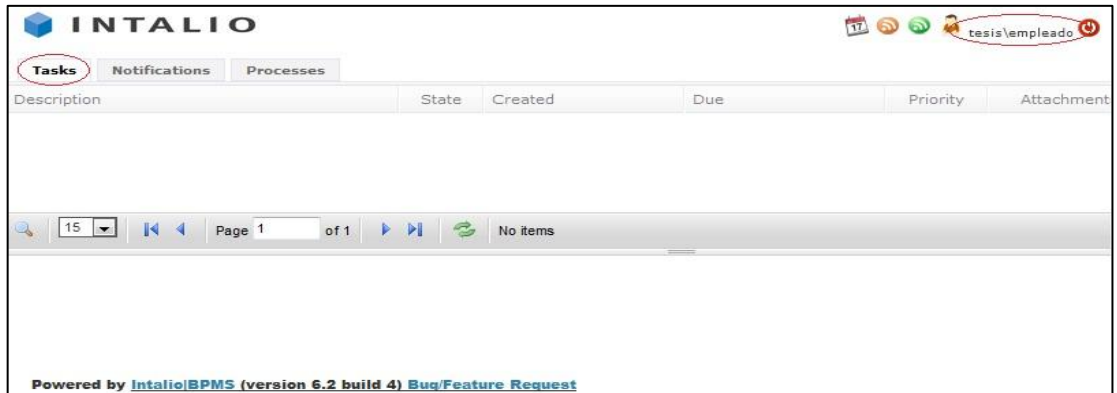 INTALIO
17
tesis\empleado
Tasks Notifications Processes
Description State Created Due Priority Attachment
15 Page 1 of 1 No items
Powered by Intalio|BPMS (version 6.2 build 4) Bug/Feature Request